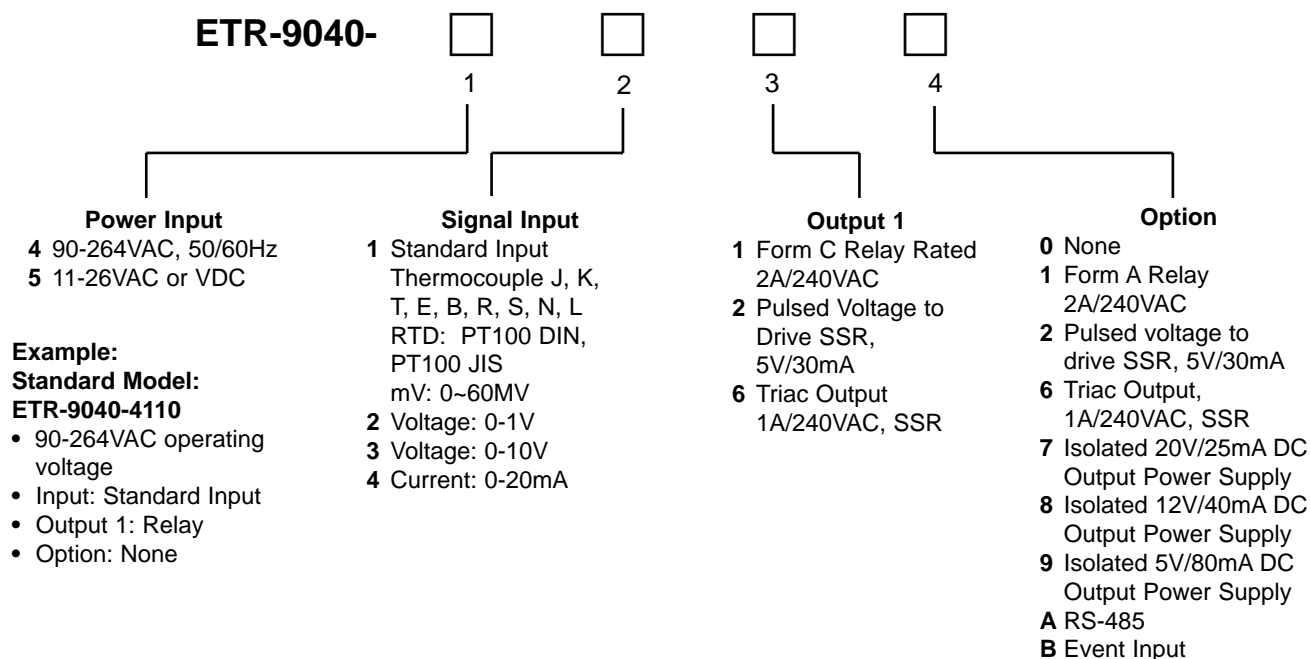 ETR-9040-
1 2 3 4
Power Input
4 90-264VAC, 50/60Hz
5 11-26VAC or VDC
Example:
Standard Model:
ETR-9040-4110
• 90-264VAC operating
voltage
• Input: Standard Input
• Output 1: Relay
• Option: None
Signal Input
1 Standard Input
Thermocouple J, K,
T, E, B, R, S, N, L
RTD: PT100 DIN,
PT100 JIS
mV: 0~60MV
2 Voltage: 0-1V
3 Voltage: 0-10V
4 Current: 0-20mA
Output 1
1 Form C Relay Rated
2A/240VAC
2 Pulsed Voltage to
Drive SSR,
5V/30mA
6 Triac Output
1A/240VAC, SSR
Option
0 None
1 Form A Relay
2A/240VAC
2 Pulsed voltage to
drive SSR, 5V/30mA
6 Triac Output,
1A/240VAC, SSR
7 Isolated 20V/25mA DC
Output Power Supply
8 Isolated 12V/40mA DC
Output Power Supply
9 Isolated 5V/80mA DC
Output Power Supply
A RS-485
B Event Input